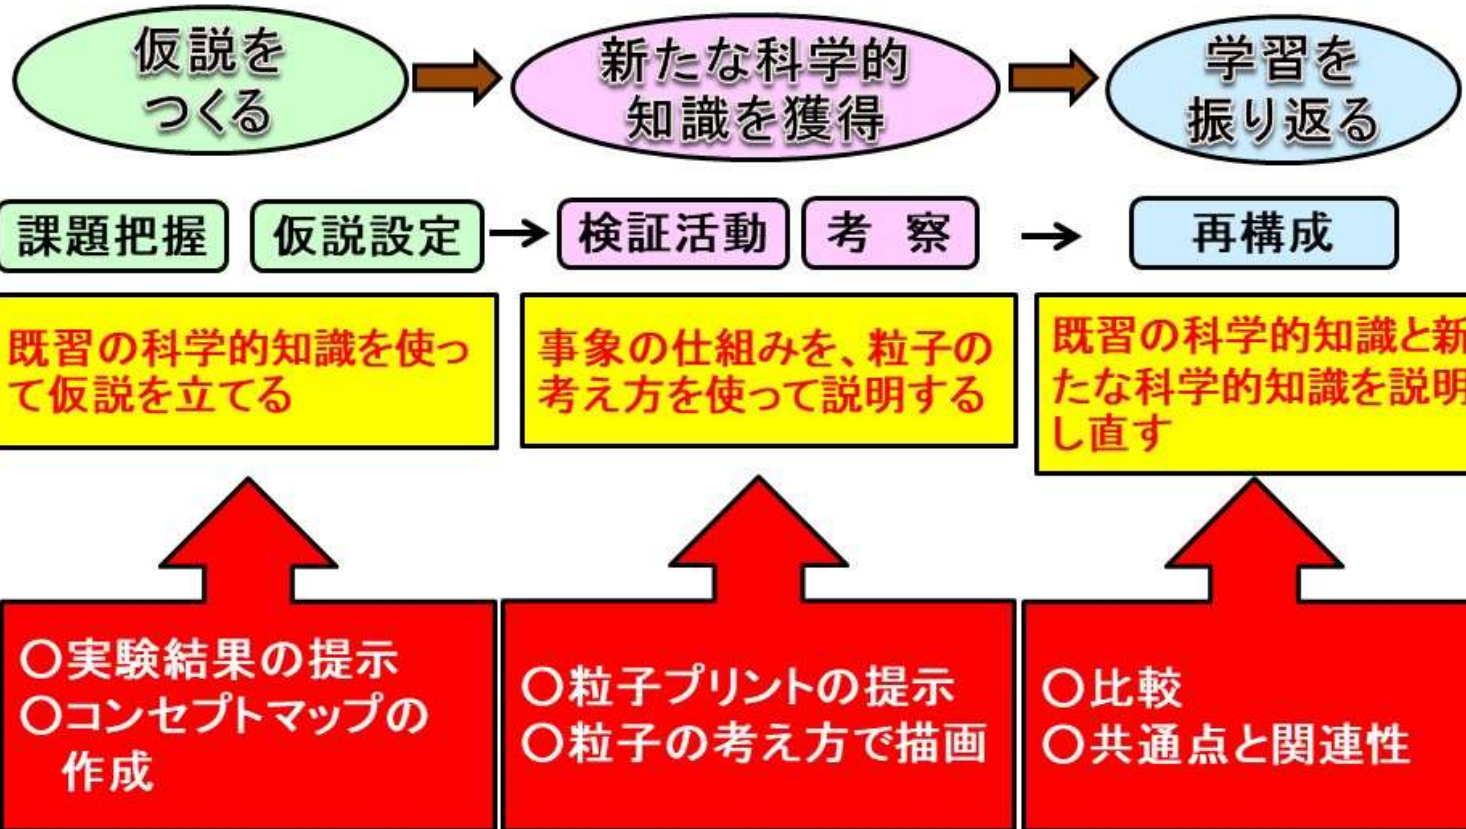 仮説を
つくる
新たな科学的
知識を獲得
学習を
振り返る
課題把握
仮説設定
検証活動
考 察
再構成
既習の科学的知識を使っ
て仮説を立てる
事象の仕組みを、粒子の
考え方を使って説明する
既習の科学的知識と新
たな科学的知識を説明
し直す
○実験結果の提示
○コンセプトマップの
作成
○粒子プリントの提示
○粒子の考え方で描画
○比較
○共通点と関連性